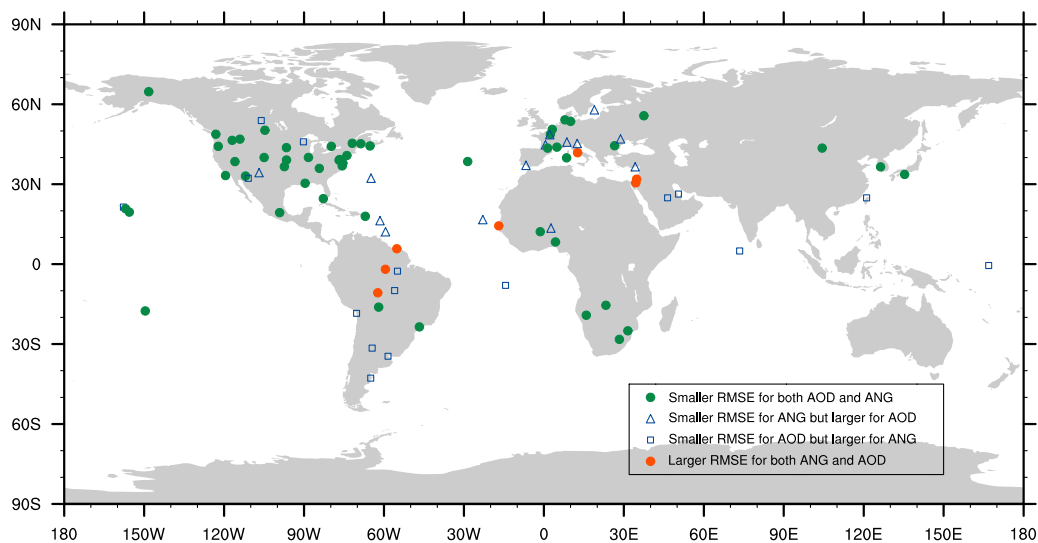 90N
60N
30N
0
30S
60S
90S
180 150W 120W 90W 60W 30W 0 30E 60E 90E 120E 150E 180
Smaller RMSE for both AOD and ANG
Smaller RMSE for ANG but larger for AOD
Smaller RMSE for AOD but larger for ANG
Larger RMSE for both ANG and AOD